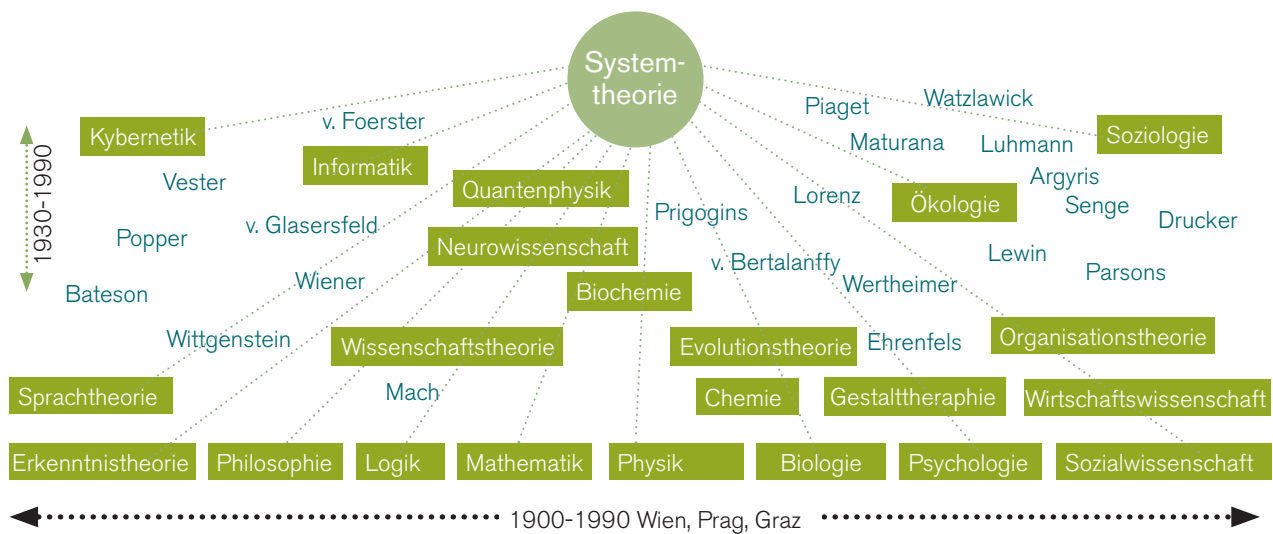 System-
theorie
Piaget
Watzlawick
v. Foerster
Kybernetik
Soziologie
Maturana
Luhmann
Informatik
Argyris
Vester
Quantenphysik
Lorenz
Ökologie
Senge
Prigogins
Drucker
1930-1990
v. Glasersfeld
Popper
Neurowissenschaft
Lewin
v. Bertalanffy
Parsons
Wiener
Wertheimer
Bateson
Biochemie
Wittgenstein
Wissenschaftstheorie
Evolutionstheorie
Ehrenfels
Organisationstheorie
Sprachtheorie
Mach
Chemie
Gestalttheraphie
Wirtschaftswissenschaft
Erkenntnistheorie
Philosophie
Logik
Mathematik
Physik
Biologie
Psychologie
Sozialwissenschaft
1900-1990 Wien, Prag, Graz